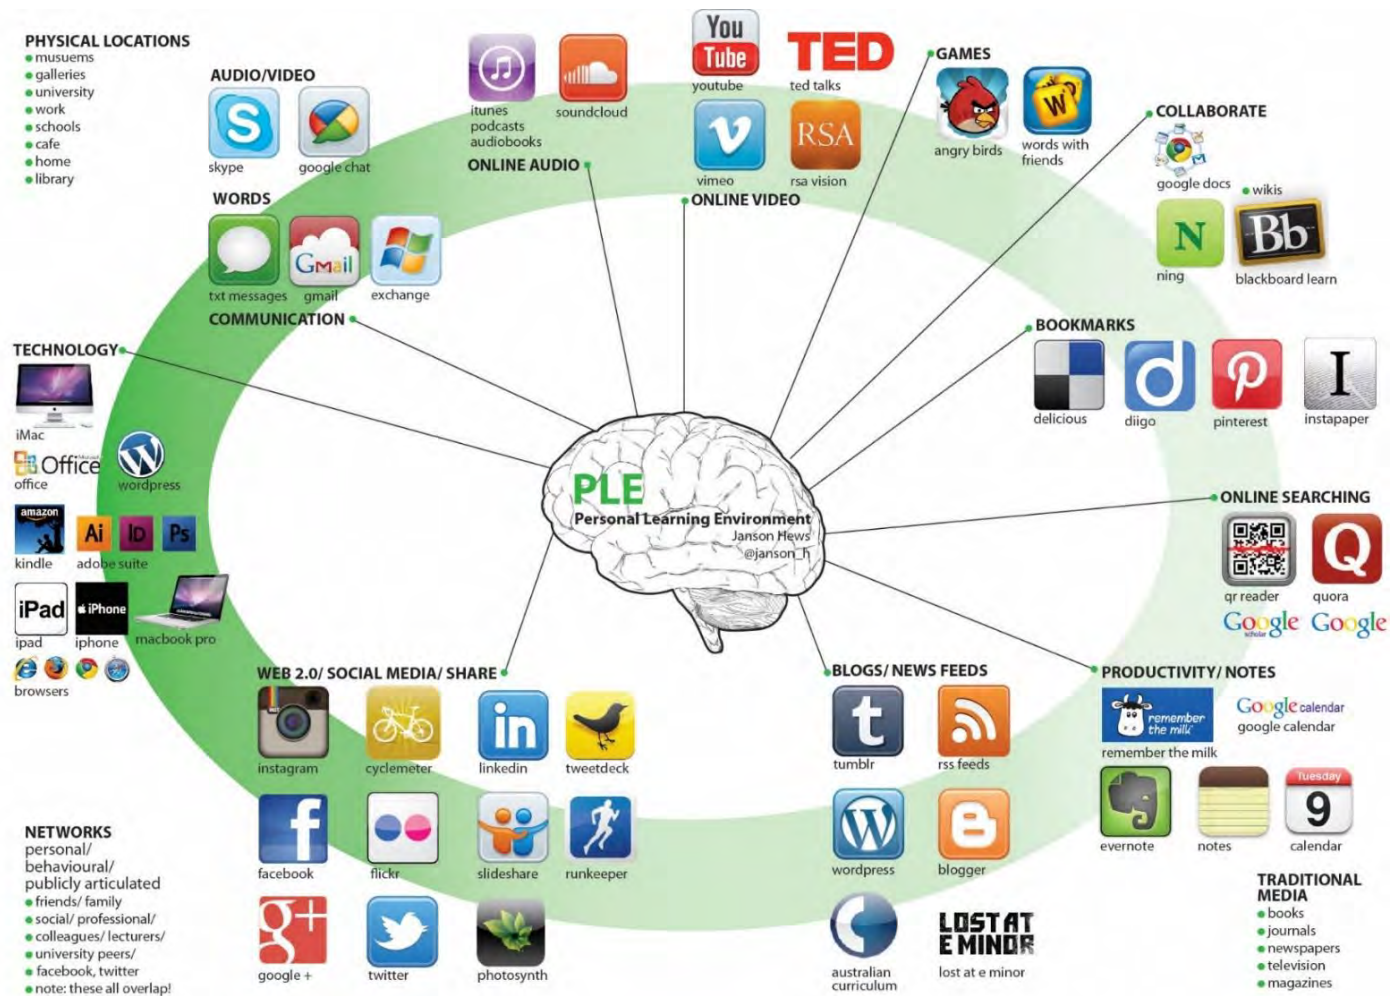 PHYSICAL LOCATIONS
musuems
galleries
university
work
schools
cafe
home
library
AUDIO/VIDEO
skype
google chat
WORDS
Gmail
txt messages
gmail
exchange
COMMUNICATION
itunes
podcasts
audiobooks
soundcloud
ONLINE AUDIO
You
Tube
youtube
TED
ted talks
vimeo
RSA
rsa vision
ONLINE VIDEO
GAMES
angry birds
W
words with
friends
COLLABORATE
google docs
wikis
N
ning
Bb
blackboard learn
BOOKMARKS
delicious
d
diigo
pinterest
I
instapaper
TECHNOLOGY
iMac
Microsoft
Office
office
wordpress
amazon
kindle
Ai
ID
Ps
adobe suite
iPad
ipad
iPhone
iphone
macbook pro
browsers
PLE
Personal Learning Environment
Janson Hews
@janson_h
ONLINE SEARCHING
qr reader
Q
quora
Google
scholar
Google
WEB 2.0/ SOCIAL MEDIA/ SHARE
instagram
cyclemeter
in
linkedin
tweetdeck
f
facebook
flickr
slideshare
runkeeper
g+
google +
twitter
photosynth
BLOGS/ NEWS FEEDS
t
tumblr
rss feeds
wordpress
blogger
australian
curriculum
LOST AT
E MINOR
lost at e minor
PRODUCTIVITY/ NOTES
remember
the milk
remember the milk
Google calendar
google calendar
evernote
notes
Tuesday
9
calendar
NETWORKS
personal/
behavioural/
publicly articulated
friends/ family
social/ professional/
colleagues/ lecturers/
university peers/
facebook, twitter
note: these all overlap!
TRADITIONAL
MEDIA
books
journals
newspapers
television
magazines